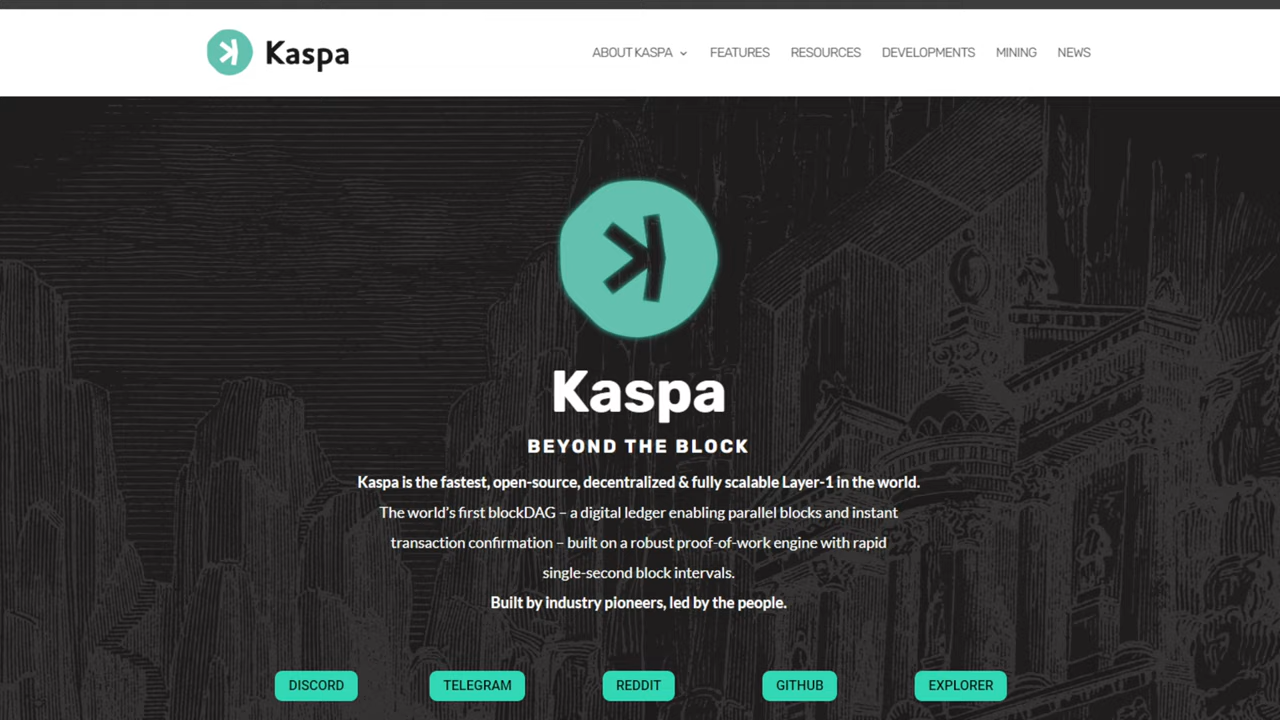 Kaspa
ABOUT KASPA
FEATURES
RESOURCES
DEVELOPMENTS
MINING
NEWS
Kaspa
BEYOND THE BLOCK
Kaspa is the fastest, open-source, decentralized & fully scalable Layer-1 in the world.
The world's first blockDAG – a digital ledger enabling parallel blocks and instant
transaction confirmation – built on a robust proof-of-work engine with rapid
single-second block intervals.
Built by industry pioneers, led by the people.
DISCORD
TELEGRAM
REDDIT
GITHUB
EXPLORER